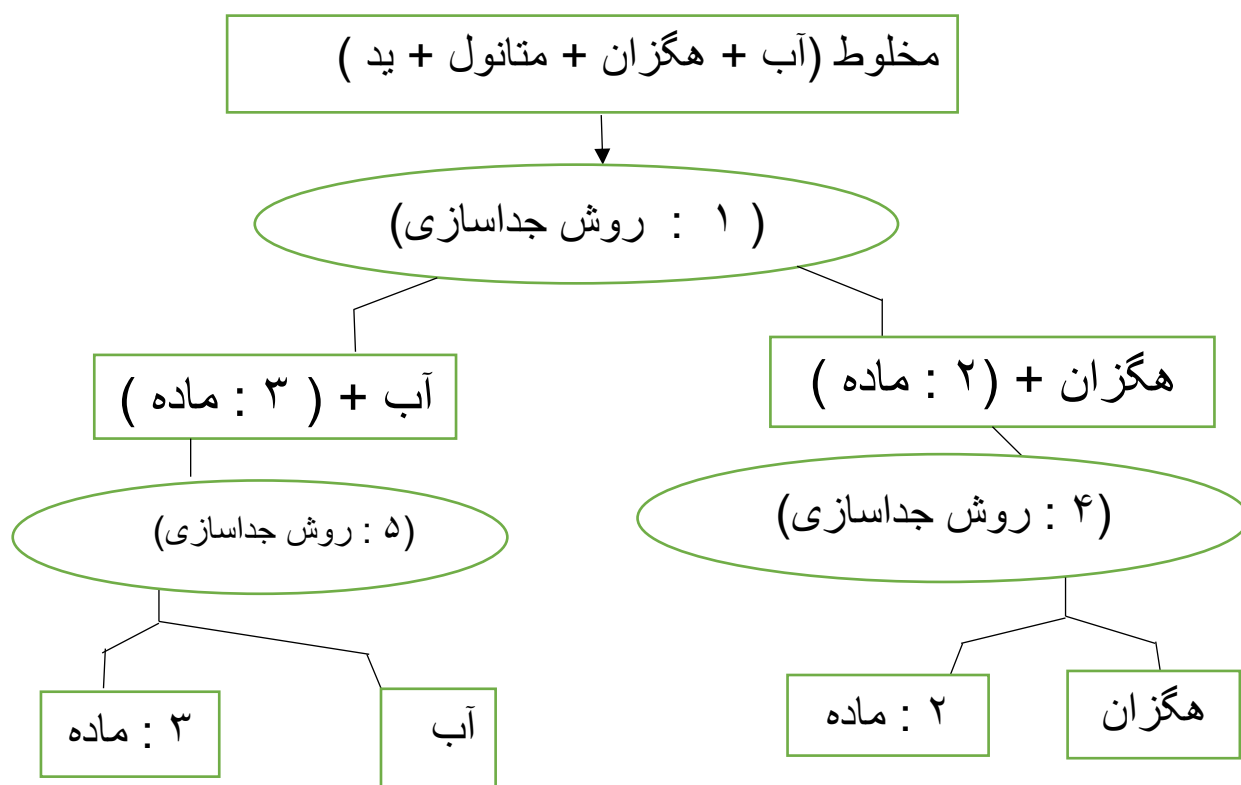 مخلوط (آب + هگزان + متانول + ید )
( ۱ : روش جداسازی)
هگزان + (۲ : ماده )
آب + ( ۳ : ماده )
(۴ : روش جداسازی)
(۵ : روش جداسازی)
هگزان
۲ : ماده
آب
۳ : ماده